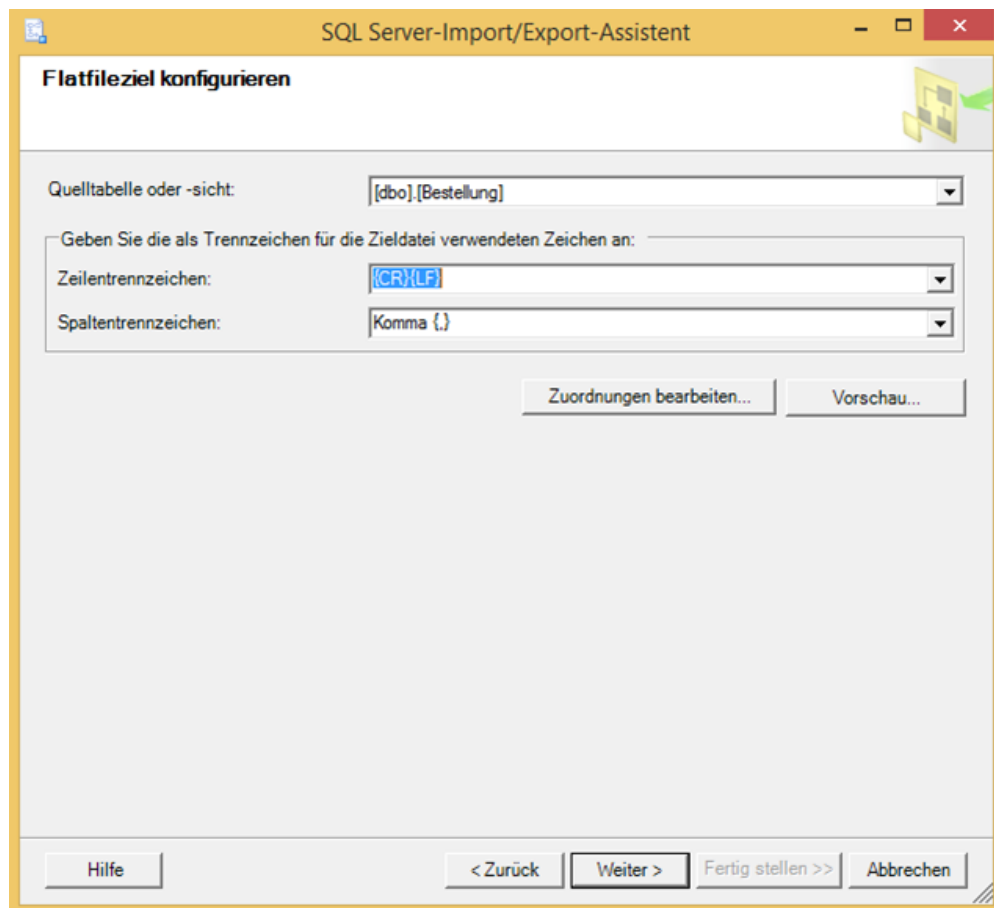 SQL Server-Import/Export-Assistent
Flatfileziel konfigurieren
Quelltabelle oder -sicht: [dbo].[Bestellung]
Geben Sie die als Trennzeichen für die Zieldatei verwendeten Zeichen an:
Zeilentrennzeichen: {CR}{LF}
Spaltentrennzeichen: Komma {,}
Zuordnungen bearbeiten... Vorschau...
Hilfe < Zurück Weiter > Fertig stellen >> Abbrechen